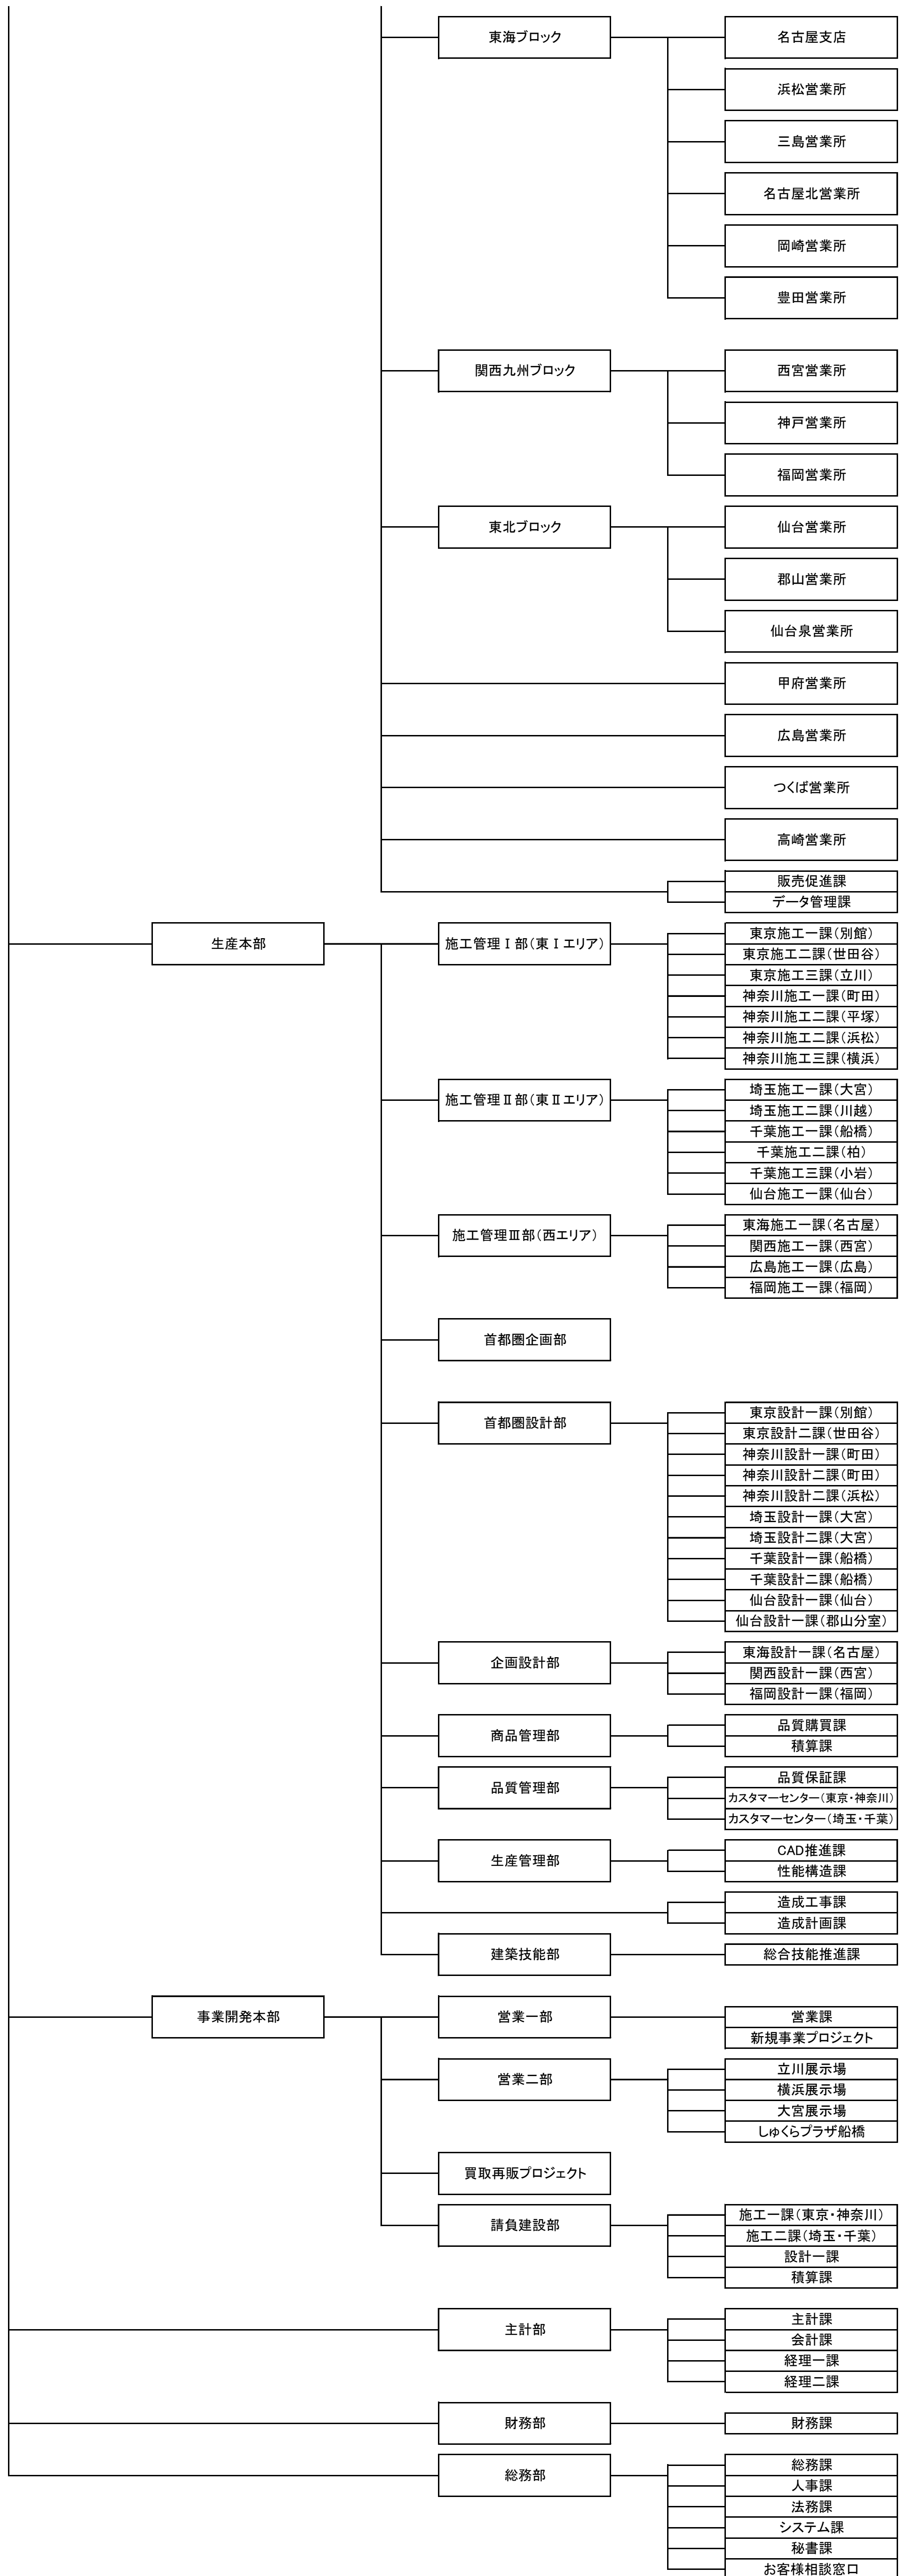 東海ブロック
名古屋支店
浜松営業所
三島営業所
名古屋北営業所
岡崎営業所
豊田営業所
関西九州ブロック
西宮営業所
神戸営業所
福岡営業所
東北ブロック
仙台営業所
郡山営業所
仙台泉営業所
甲府営業所
広島営業所
つくば営業所
高崎営業所
販売促進課
データ管理課
生産本部
施工管理Ⅰ部（東Ⅰエリア）
東京施工一課（別館）
東京施工二課（世田谷）
東京施工三課（立川）
神奈川施工一課（町田）
神奈川施工二課（平塚）
神奈川施工二課（浜松）
神奈川施工三課（横浜）
施工管理Ⅱ部（東Ⅱエリア）
埼玉施工一課（大宮）
埼玉施工二課（川越）
千葉施工一課（船橋）
千葉施工二課（柏）
千葉施工三課（小岩）
仙台施工一課（仙台）
施工管理Ⅲ部（西エリア）
東海施工一課（名古屋）
関西施工一課（西宮）
広島施工一課（広島）
福岡施工一課（福岡）
首都圏企画部
首都圏設計部
東京設計一課（別館）
東京設計二課（世田谷）
神奈川設計一課（町田）
神奈川設計二課（町田）
神奈川設計二課（浜松）
埼玉設計一課（大宮）
埼玉設計二課（大宮）
千葉設計一課（船橋）
千葉設計二課（船橋）
仙台設計一課（仙台）
仙台設計一課（郡山分室）
企画設計部
東海設計一課（名古屋）
関西設計一課（西宮）
福岡設計一課（福岡）
商品管理部
品質購買課
積算課
品質管理部
品質保証課
カスタマーセンター（東京・神奈川）
カスタマーセンター（埼玉・千葉）
生産管理部
CAD推進課
性能構造課
造成工事課
造成計画課
建築技能部
総合技能推進課
事業開発本部
営業一部
営業課
新規事業プロジェクト
営業二部
立川展示場
横浜展示場
大宮展示場
しゅくらプラザ船橋
買取再販プロジェクト
請負建設部
施工一課（東京・神奈川）
施工二課（埼玉・千葉）
設計一課
積算課
主計部
主計課
会計課
経理一課
経理二課
財務部
財務課
総務部
総務課
人事課
法務課
システム課
秘書課
お客様相談窓口